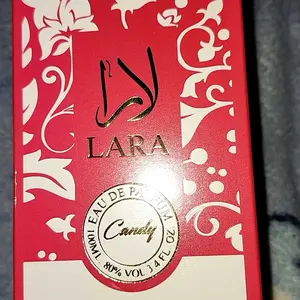 لارا
LARA
EAU DE PARFUM
Candy
100ML 80% VOL 3.4 FL OZ